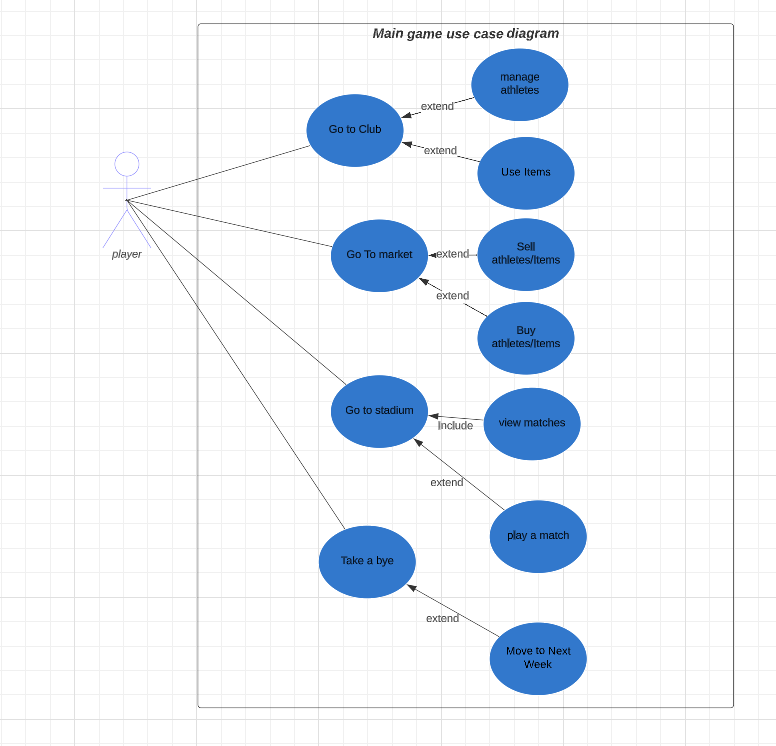 Main game use case diagram
manage
athletes
extend
Go to Club
extend
Use Items
player
Go To market
extend
Sell
athletes/Items
extend
Buy
athletes/Items
Go to stadium
Include
view matches
extend
play a match
Take a bye
extend
Move to Next
Week